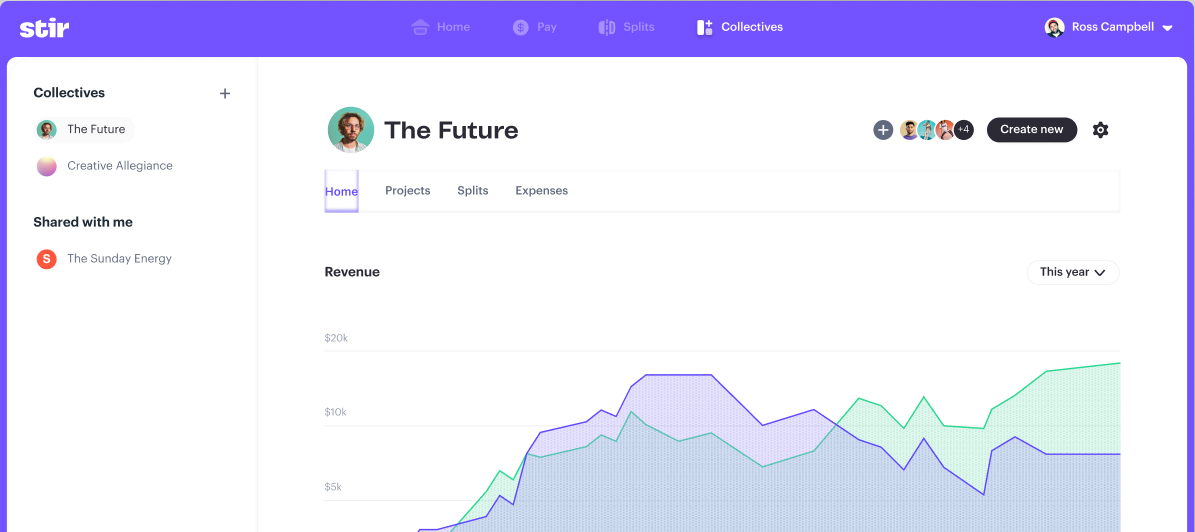 stir
Home
Pay
Splits
Collectives
Ross Campbell
Collectives
The Future
Creative Allegiance
Shared with me
S
The Sunday Energy
The Future
+4
Create new
Home
Projects
Splits
Expenses
Revenue
This year
$20k
$10k
$5k